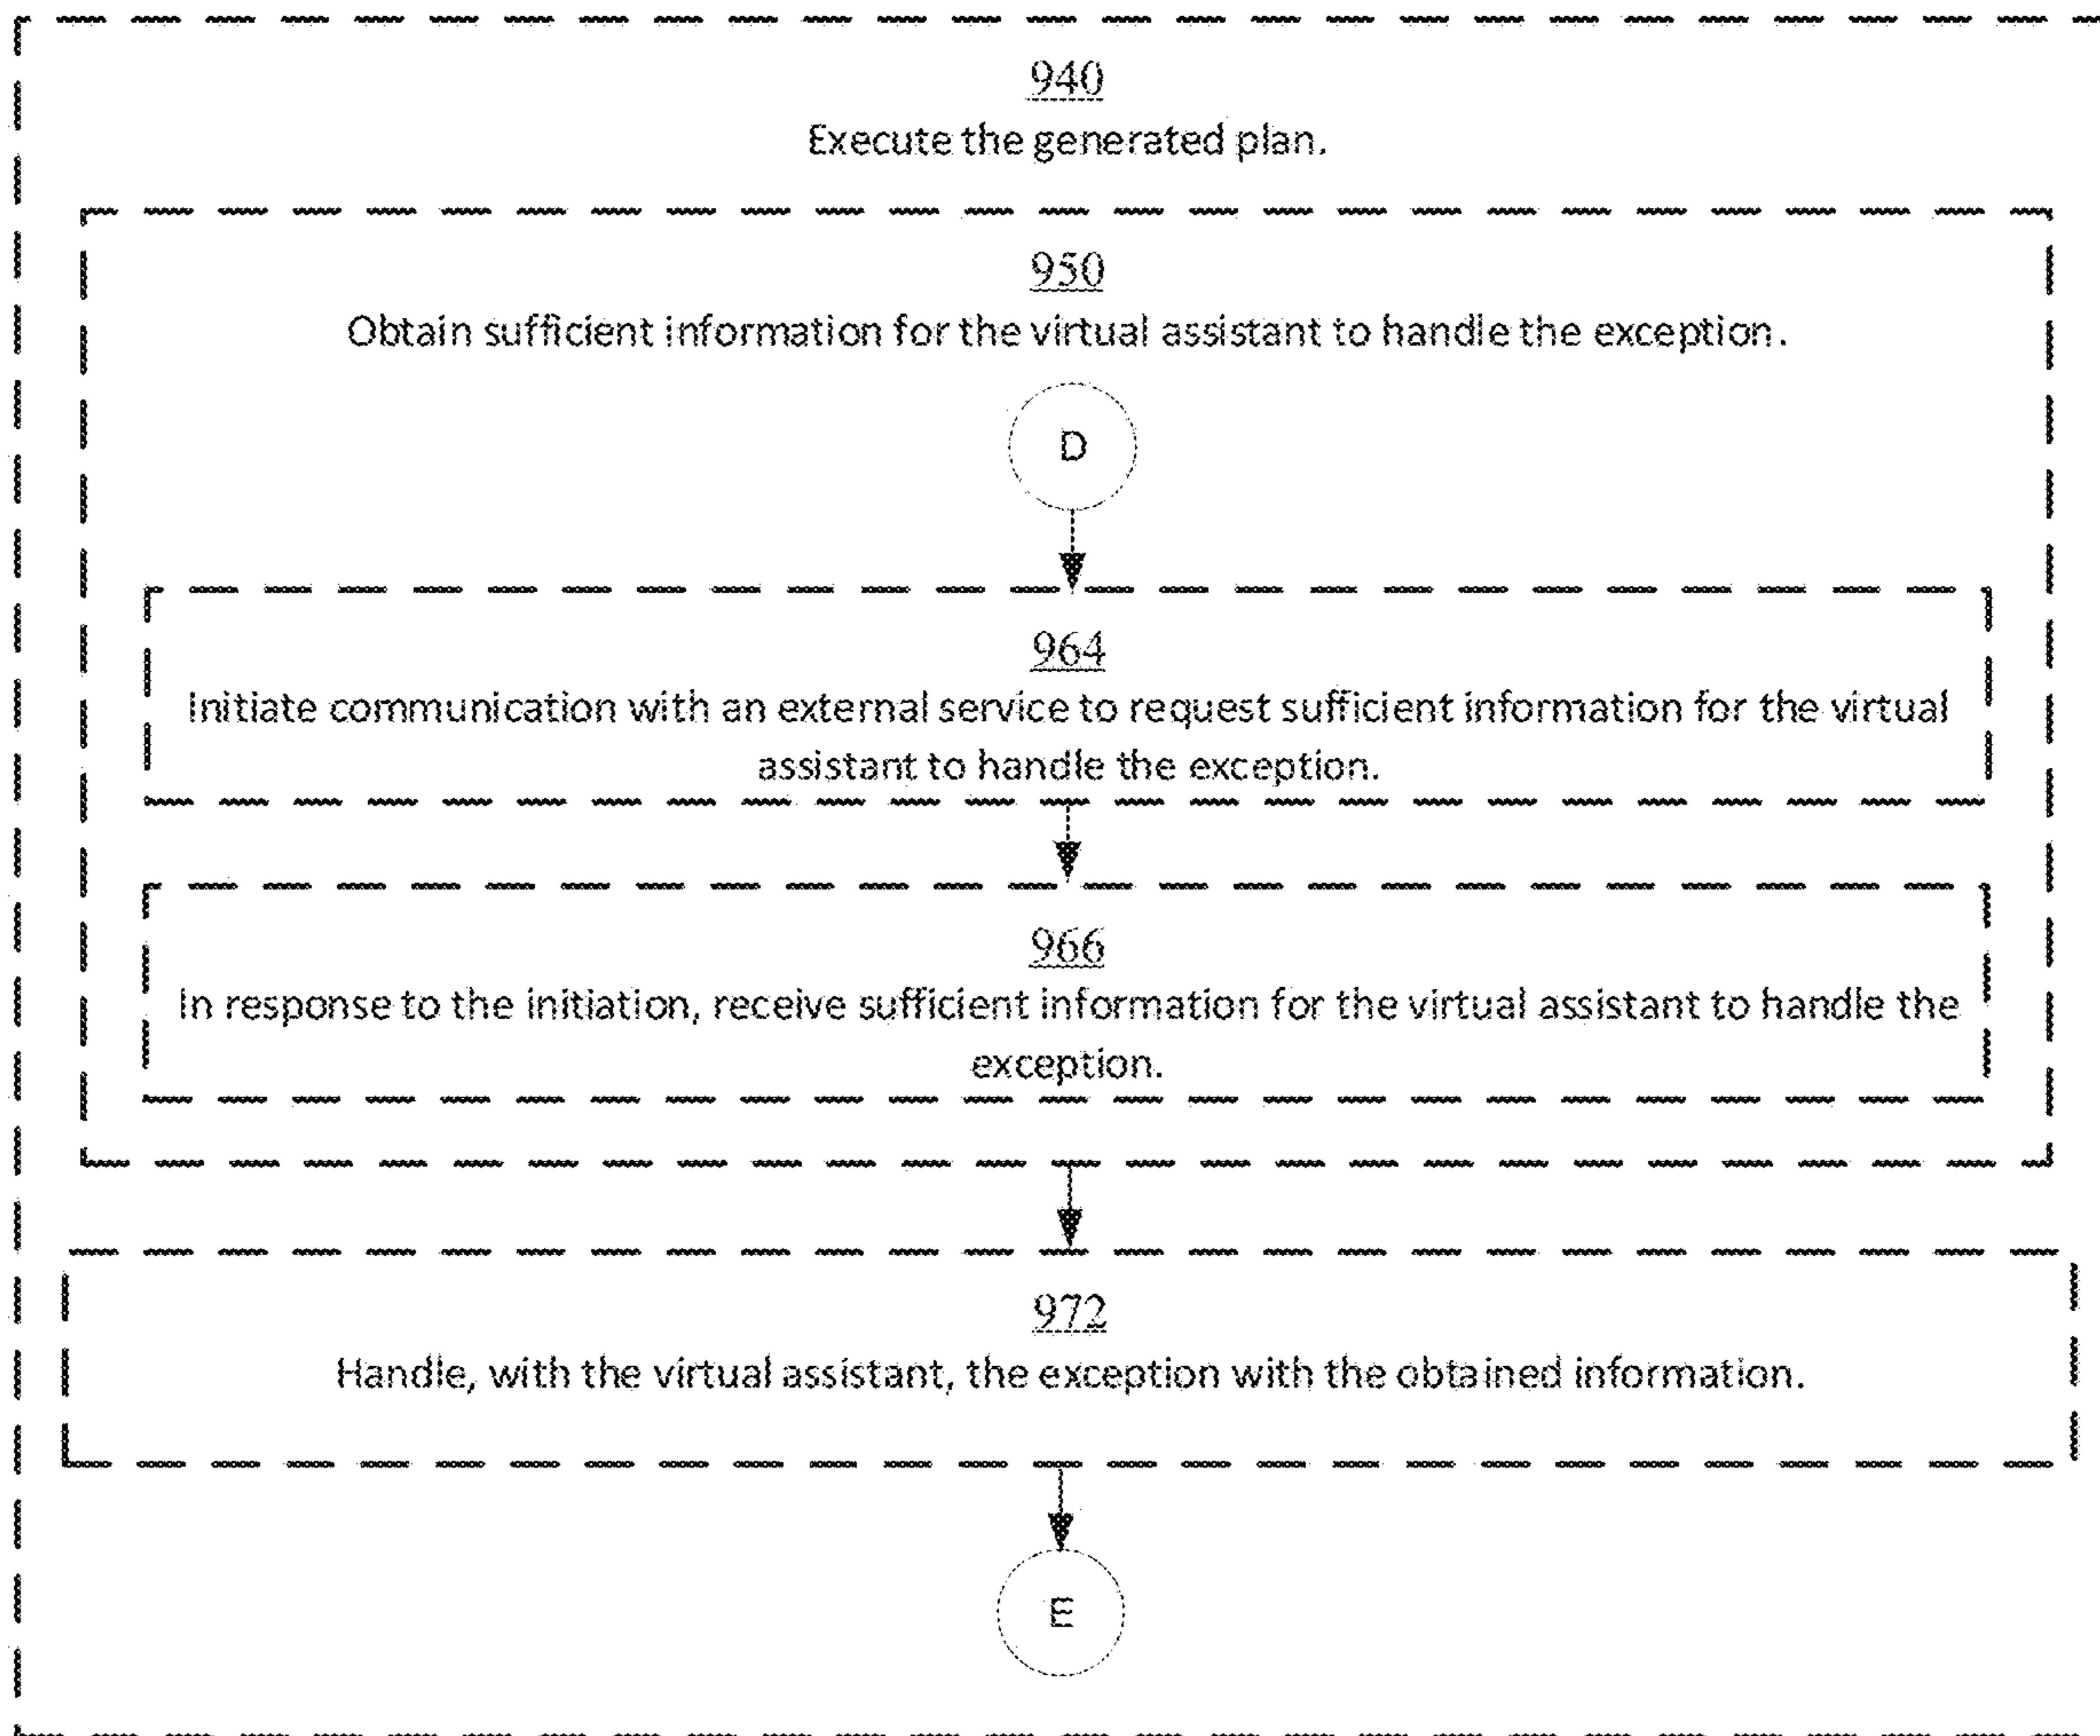 940
Execute the generated plan.
950
Obtain sufficient information for the virtual assistant to handle the exception.
D
964
Initiate communication with an external service to request sufficient information for the virtual
assistant to handle the exception.
966
In response to the initiation, receive sufficient information for the virtual assistant to handle the
exception.
972
Handle, with the virtual assistant, the exception with the obtained information.
E